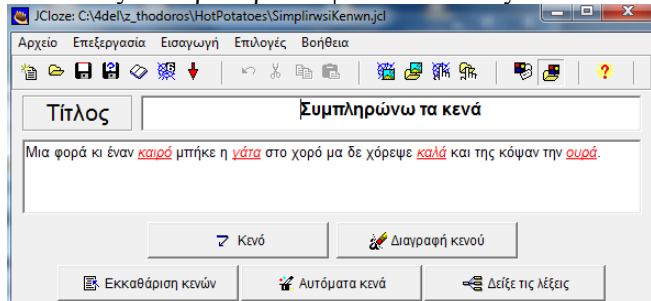 JCloze: C:\4del\z_thodoros\HotPotatoes\SimplirwsiKenwn.jcl
Αρχείο Επεξεργασία Εισαγωγή Επιλογές Βοήθεια
Τίτλος Συμπληρώνω τα κενά
Μια φορά κι έναν καιρό μπήκε η γάτα στο χορό μα δε χόρεψε καλά και της κόψαν την ουρά.
Κενό Διαγραφή κενού
Εκκαθάριση κενών Αυτόματα κενά Δείξε τις λέξεις